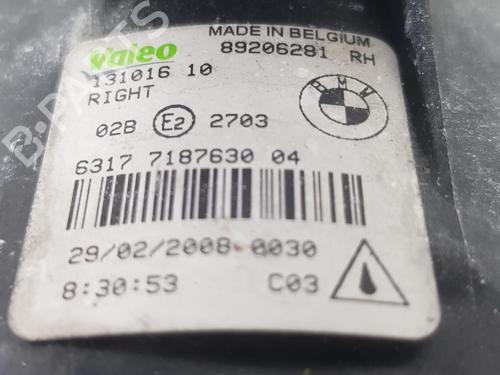 Valeo
MADE IN BELGIUM
89206281 RH
131016 10
RIGHT
BMW
02B E2 2703
6317 7187630 04
29/02/2008 0030
8:30:53 C03
B-PARTS